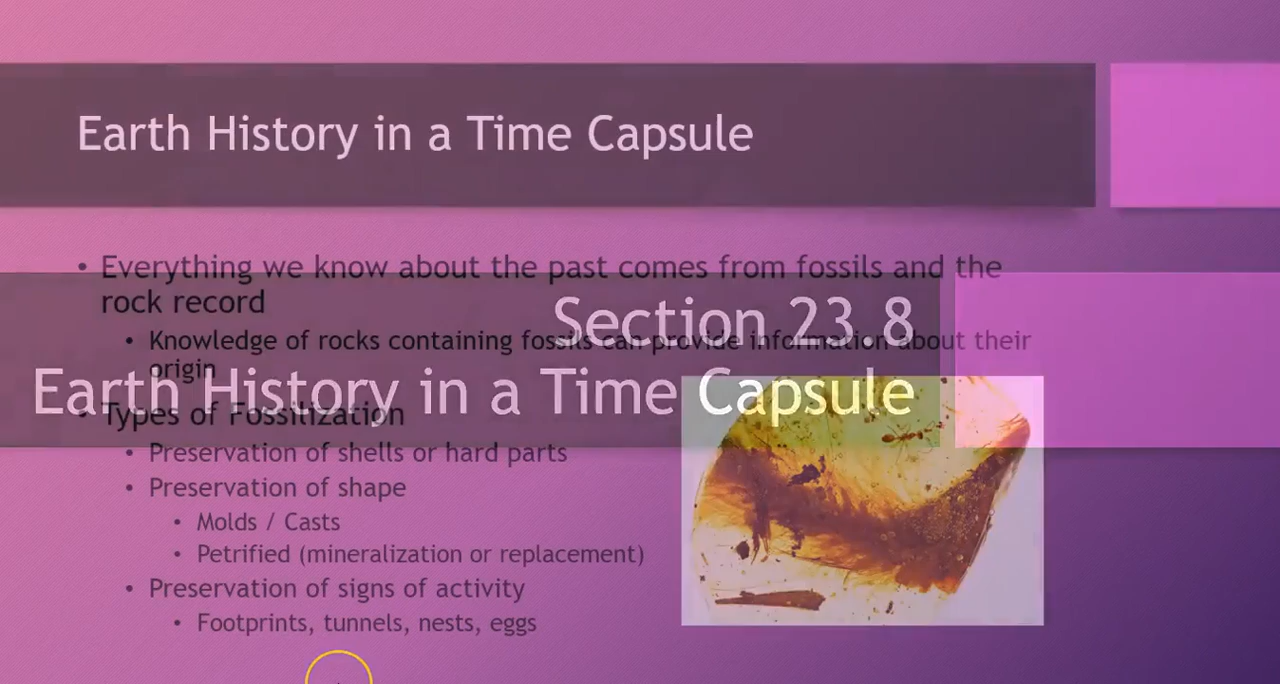 Earth History in a Time Capsule
• Everything we know about the past comes from fossils and the
rock record
Section 23.8
• Knowledge of rocks containing fossils can provide information about their
origin
Earth History in a Time Capsule
• Types of Fossilization
• Preservation of shells or hard parts
• Preservation of shape
• Molds / Casts
• Petrified (mineralization or replacement)
• Preservation of signs of activity
• Footprints, tunnels, nests, eggs